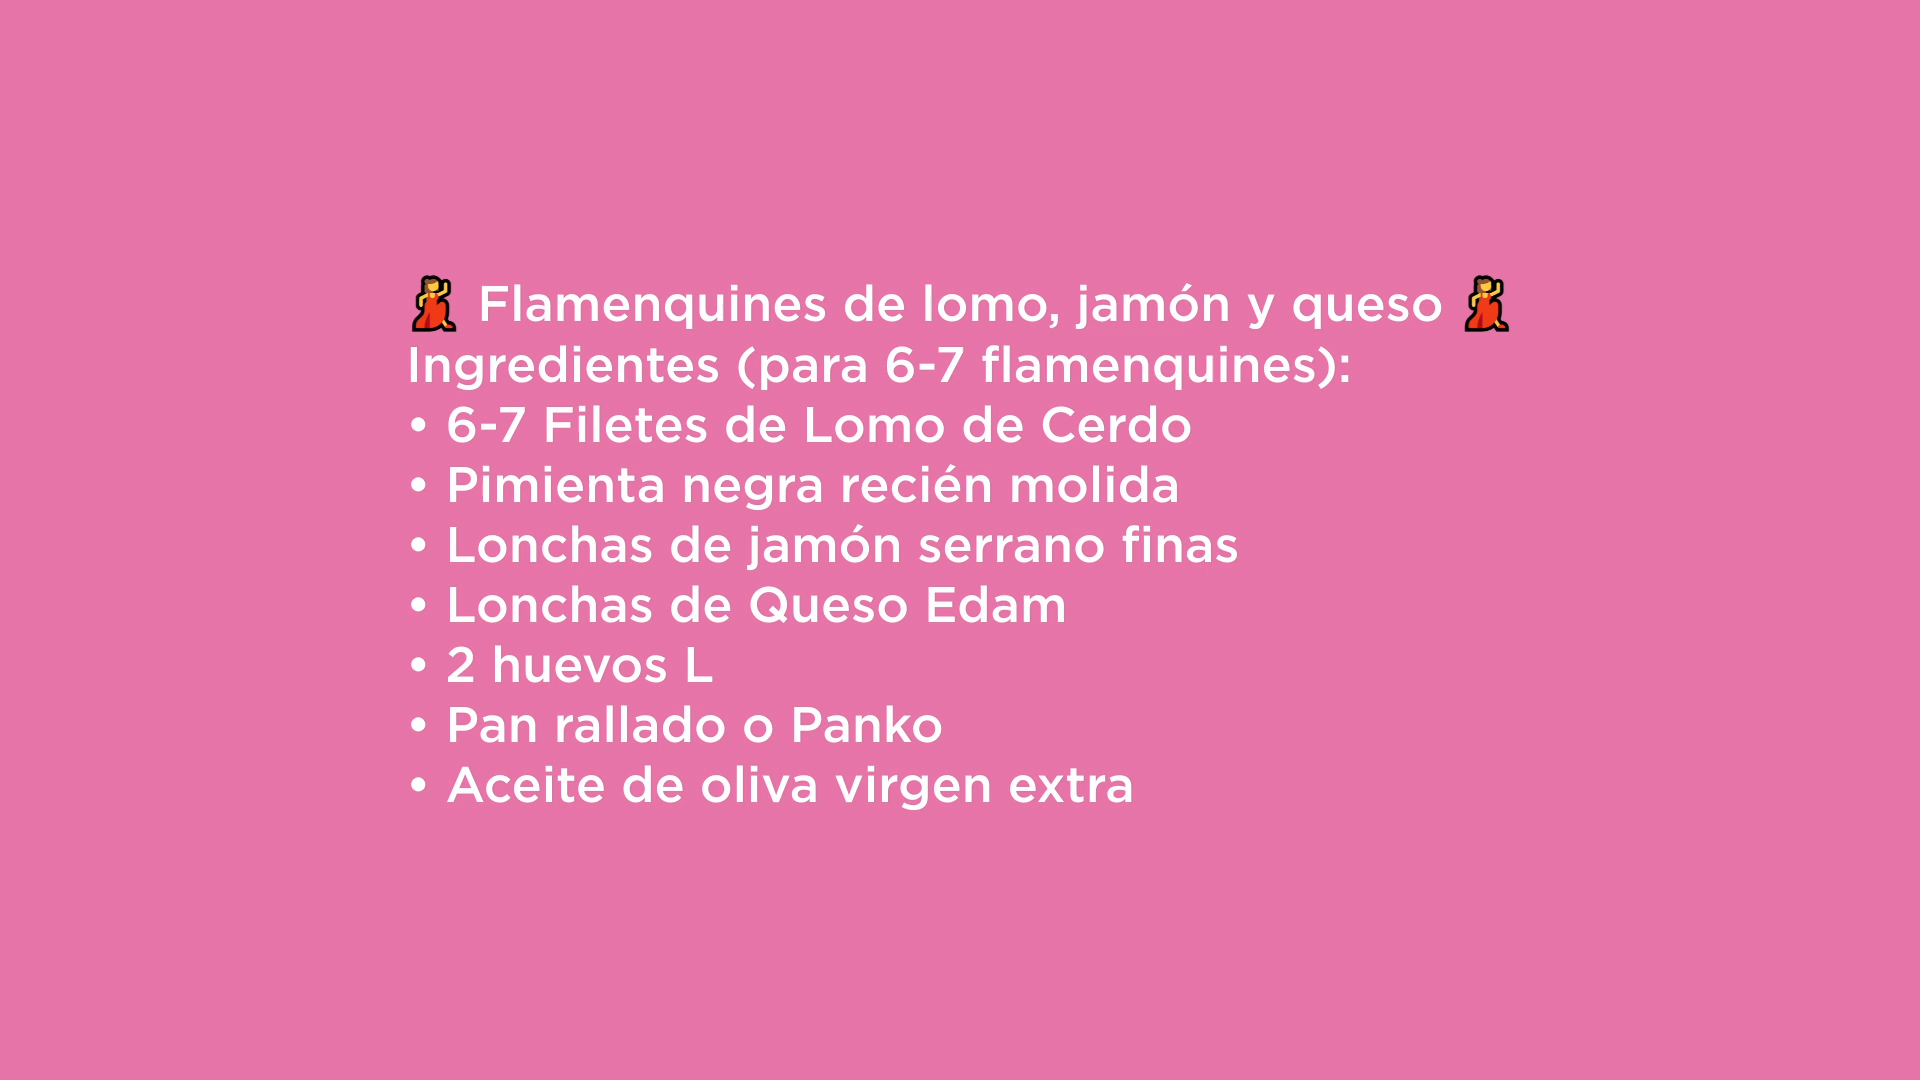 💃 Flamenquines de lomo, jamón y queso 💃
Ingredientes (para 6-7 flamenquines):
• 6-7 Filetes de Lomo de Cerdo
• Pimienta negra recién molida
• Lonchas de jamón serrano finas
• Lonchas de Queso Edam
• 2 huevos L
• Pan rallado o Panko
• Aceite de oliva virgen extra